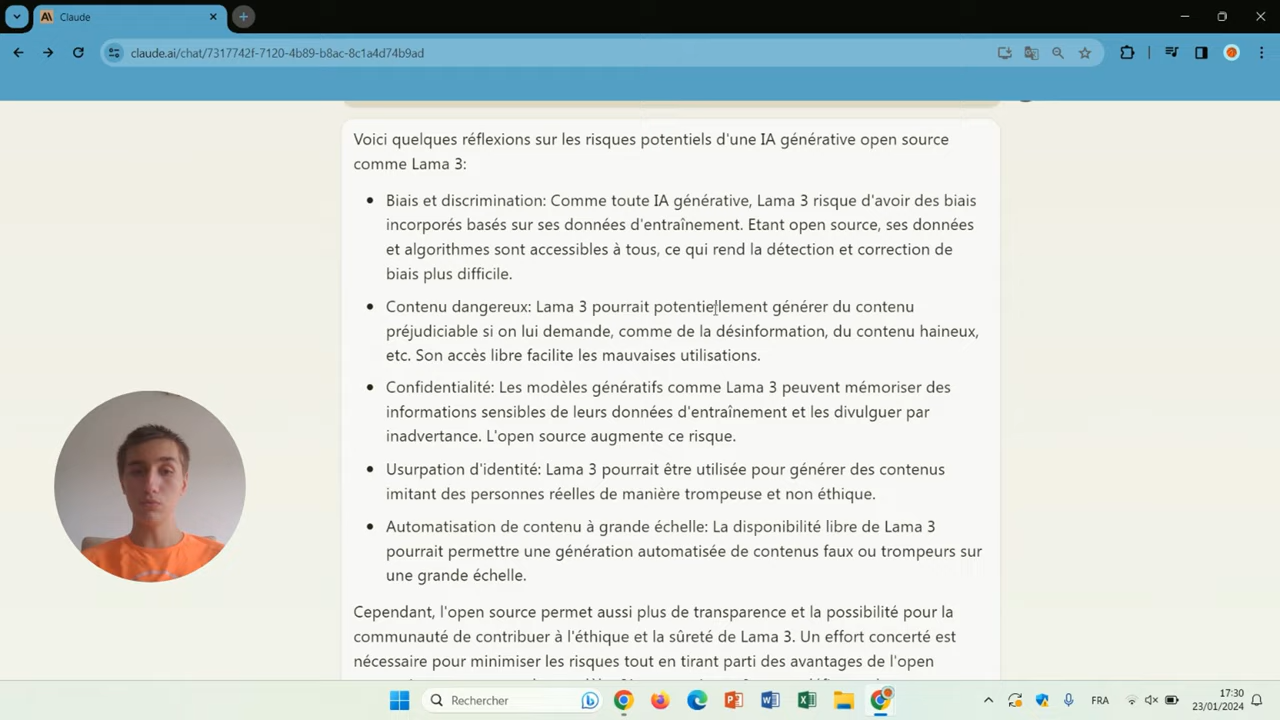 Claude
claude.ai/chat/7317742f-7120-4b89-b8ac-8c1a4d74b9ad
Voici quelques réflexions sur les risques potentiels d'une IA générative open source
comme Lama 3:
Biais et discrimination: Comme toute IA générative, Lama 3 risque d'avoir des biais
incorporés basés sur ses données d'entraînement. Etant open source, ses données
et algorithmes sont accessibles à tous, ce qui rend la détection et correction de
biais plus difficile.
Contenu dangereux: Lama 3 pourrait potentiellement générer du contenu
préjudiciable si on lui demande, comme de la désinformation, du contenu haineux,
etc. Son accès libre facilite les mauvaises utilisations.
Confidentialité: Les modèles génératifs comme Lama 3 peuvent mémoriser des
informations sensibles de leurs données d'entraînement et les divulguer par
inadvertance. L'open source augmente ce risque.
Usurpation d'identité: Lama 3 pourrait être utilisée pour générer des contenus
imitant des personnes réelles de manière trompeuse et non éthique.
Automatisation de contenu à grande échelle: La disponibilité libre de Lama 3
pourrait permettre une génération automatisée de contenus faux ou trompeurs sur
une grande échelle.
Cependant, l'open source permet aussi plus de transparence et la possibilité pour la
communauté de contribuer à l'éthique et la sûreté de Lama 3. Un effort concerté est
nécessaire pour minimiser les risques tout en tirant parti des avantages de l'open
Rechercher
FRA
17:30
23/01/2024